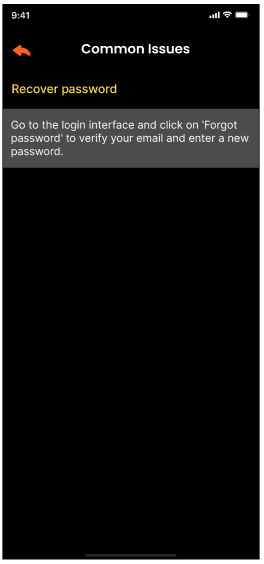 9:41
Common Issues
Recover password
Go to the login interface and click on 'Forgot
password' to verify your email and enter a new
password.